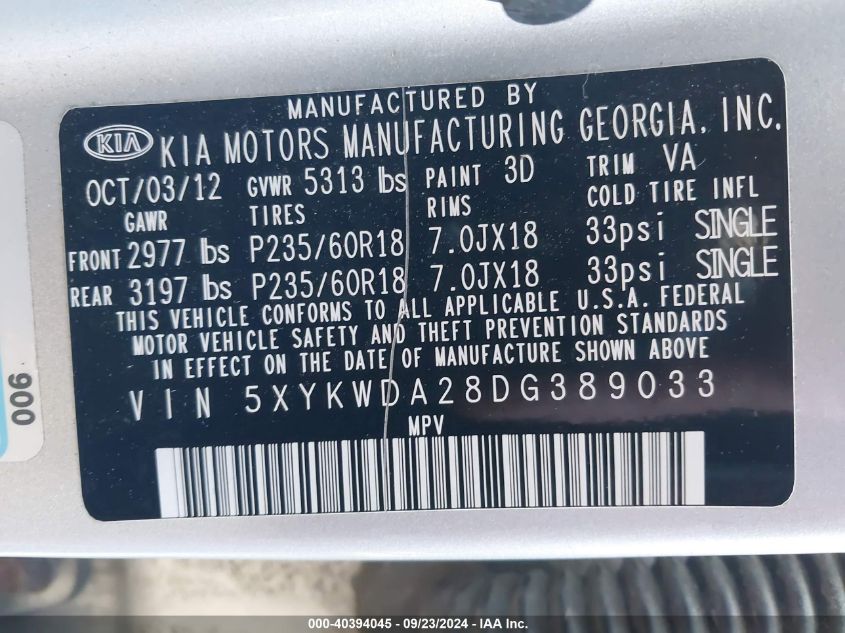 MANUFACTURED BY
KIA KIA MOTORS MANUFACTURING GEORGIA, INC.
OCT/03/12 GVWR 5313 lbs PAINT 3D TRIM VA
GAWR TIRES RIMS COLD TIRE INFL
FRONT 2977 lbs P235/60R18 7.0JX18 33psi SINGLE
REAR 3197 lbs P235/60R18 7.0JX18 33psi SINGLE
THIS VEHICLE CONFORMS TO ALL APPLICABLE U.S.A. FEDERAL
MOTOR VEHICLE SAFETY AND THEFT PREVENTION STANDARDS
IN EFFECT ON THE DATE OF MANUFACTURE SHOWN ABOVE
VIN 5XYKWDA28DG389033
MPV
006
000-40394045 - 09/23/2024 - IAA Inc.